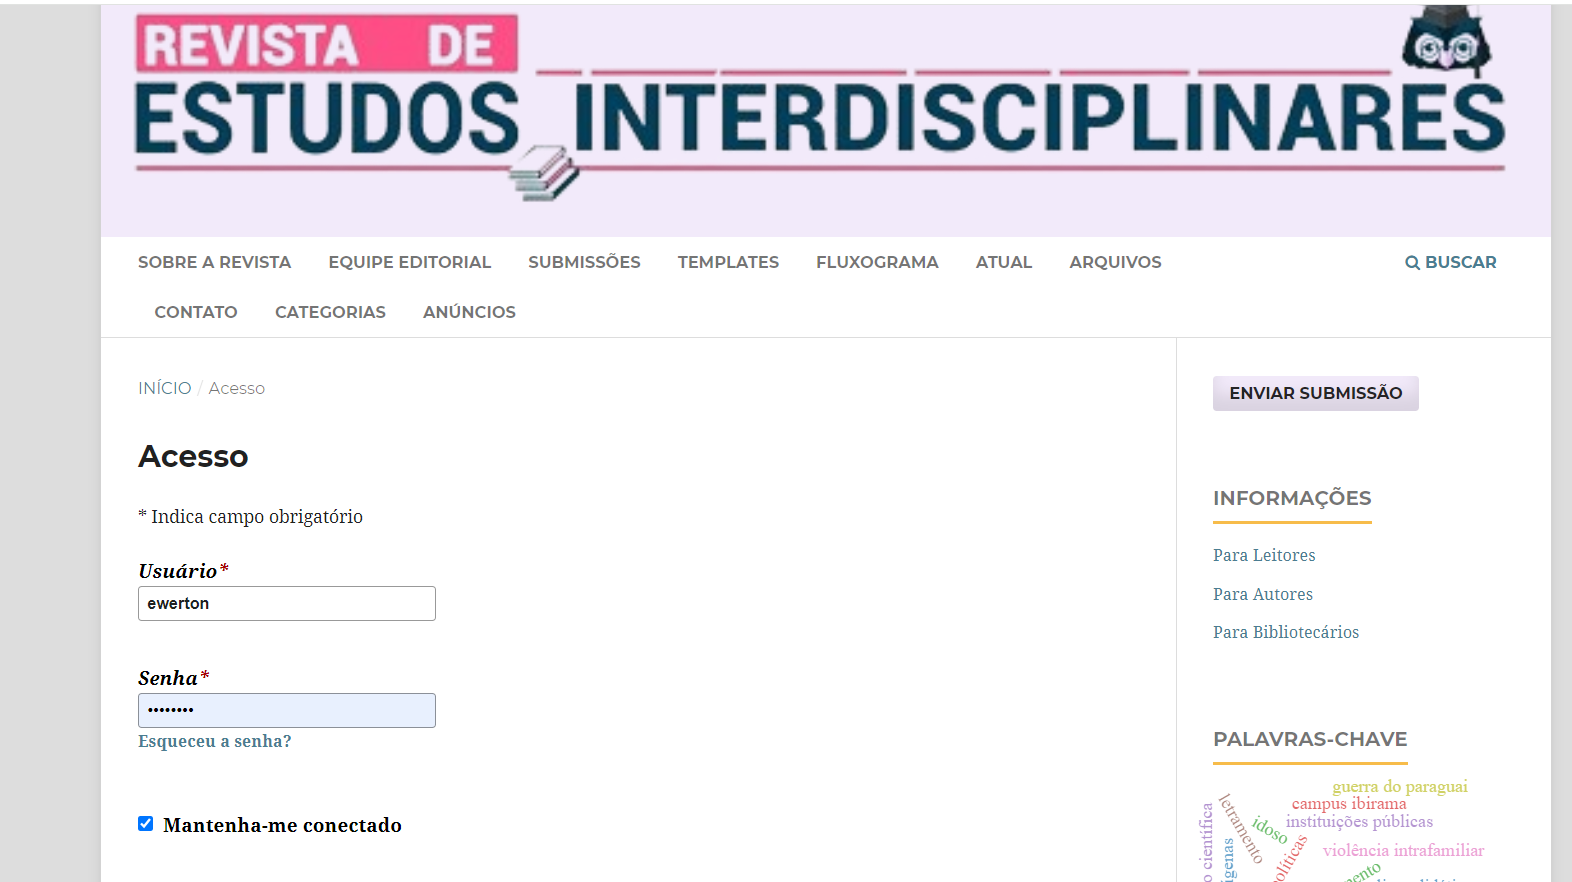 REVISTA DE
ESTUDOS INTERDISCIPLINARES
SOBRE A REVISTA EQUIPE EDITORIAL SUBMISSÕES TEMPLATES FLUXOGRAMA ATUAL ARQUIVOS BUSCAR
CONTATO CATEGORIAS ANÚNCIOS
INÍCIO / Acesso
Acesso
* Indica campo obrigatório
Usuário*
ewerton
Senha*
••••••••
Esqueceu a senha?
Mantenha-me conectado
ENVIAR SUBMISSÃO
INFORMAÇÕES
Para Leitores
Para Autores
Para Bibliotecários
PALAVRAS-CHAVE
guerra do paraguai
campus ibirama
instituições públicas
letramento
idoso
violência intrafamiliar
científica